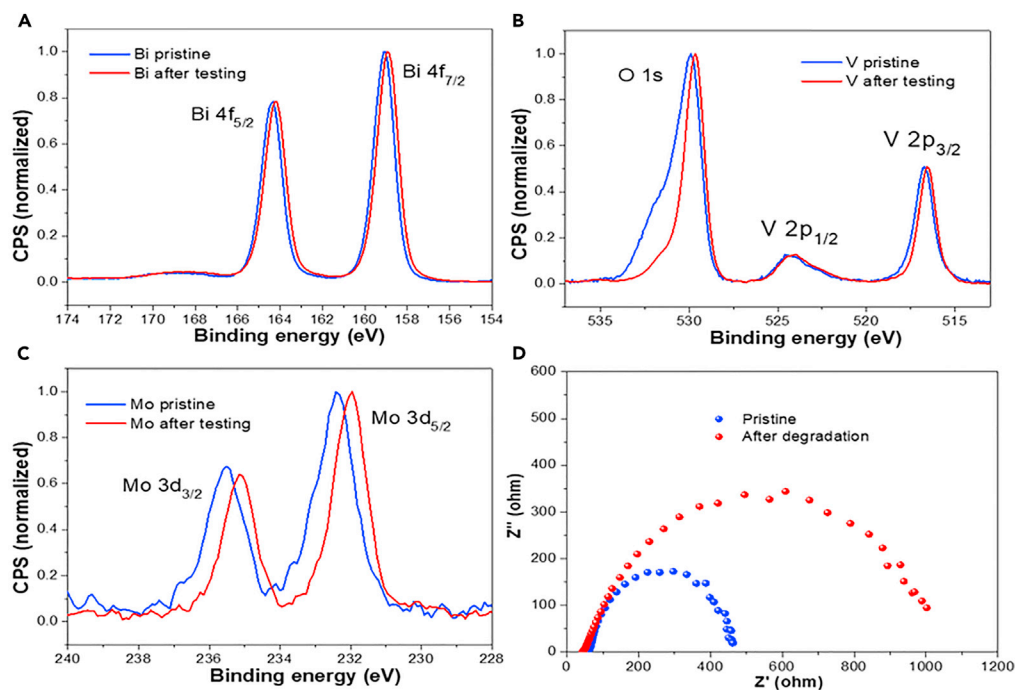 A
Bi pristine
Bi after testing
Bi 4f7/2
Bi 4f5/2
CPS (normalized)
1.0
0.8
0.6
0.4
0.2
0.0
174 172 170 168 166 164 162 160 158 156 154
Binding energy (eV)
B
V pristine
V after testing
O 1s
V 2p3/2
V 2p1/2
CPS (normalized)
1.0
0.8
0.6
0.4
0.2
0.0
535 530 525 520 515
Binding energy (eV)
C
Mo pristine
Mo after testing
Mo 3d5/2
Mo 3d3/2
CPS (normalized)
1.0
0.8
0.6
0.4
0.2
0.0
240 238 236 234 232 230 228
Binding energy (eV)
D
Pristine
After degradation
Z'' (ohm)
600
500
400
300
200
100
0
0 200 400 600 800 1000 1200
Z' (ohm)